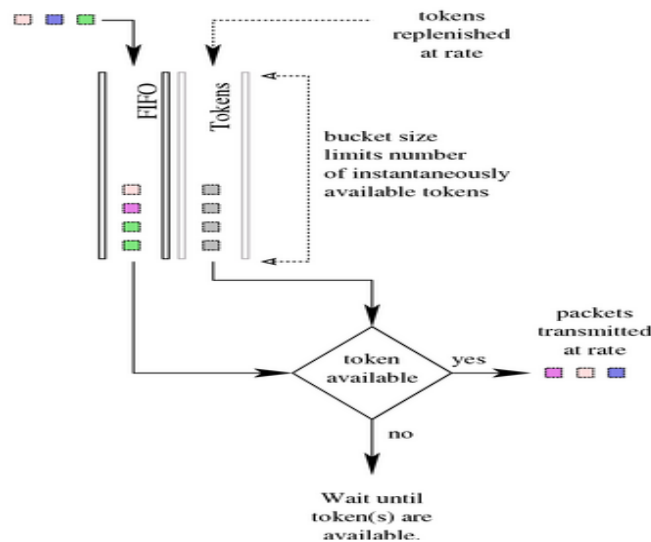 tokens
replenished
at rate
FIFO
Tokens
bucket size
limits number
of instantaneously
available tokens
packets
transmitted
at rate
token
available
yes
no
Wait until
token(s) are
available.